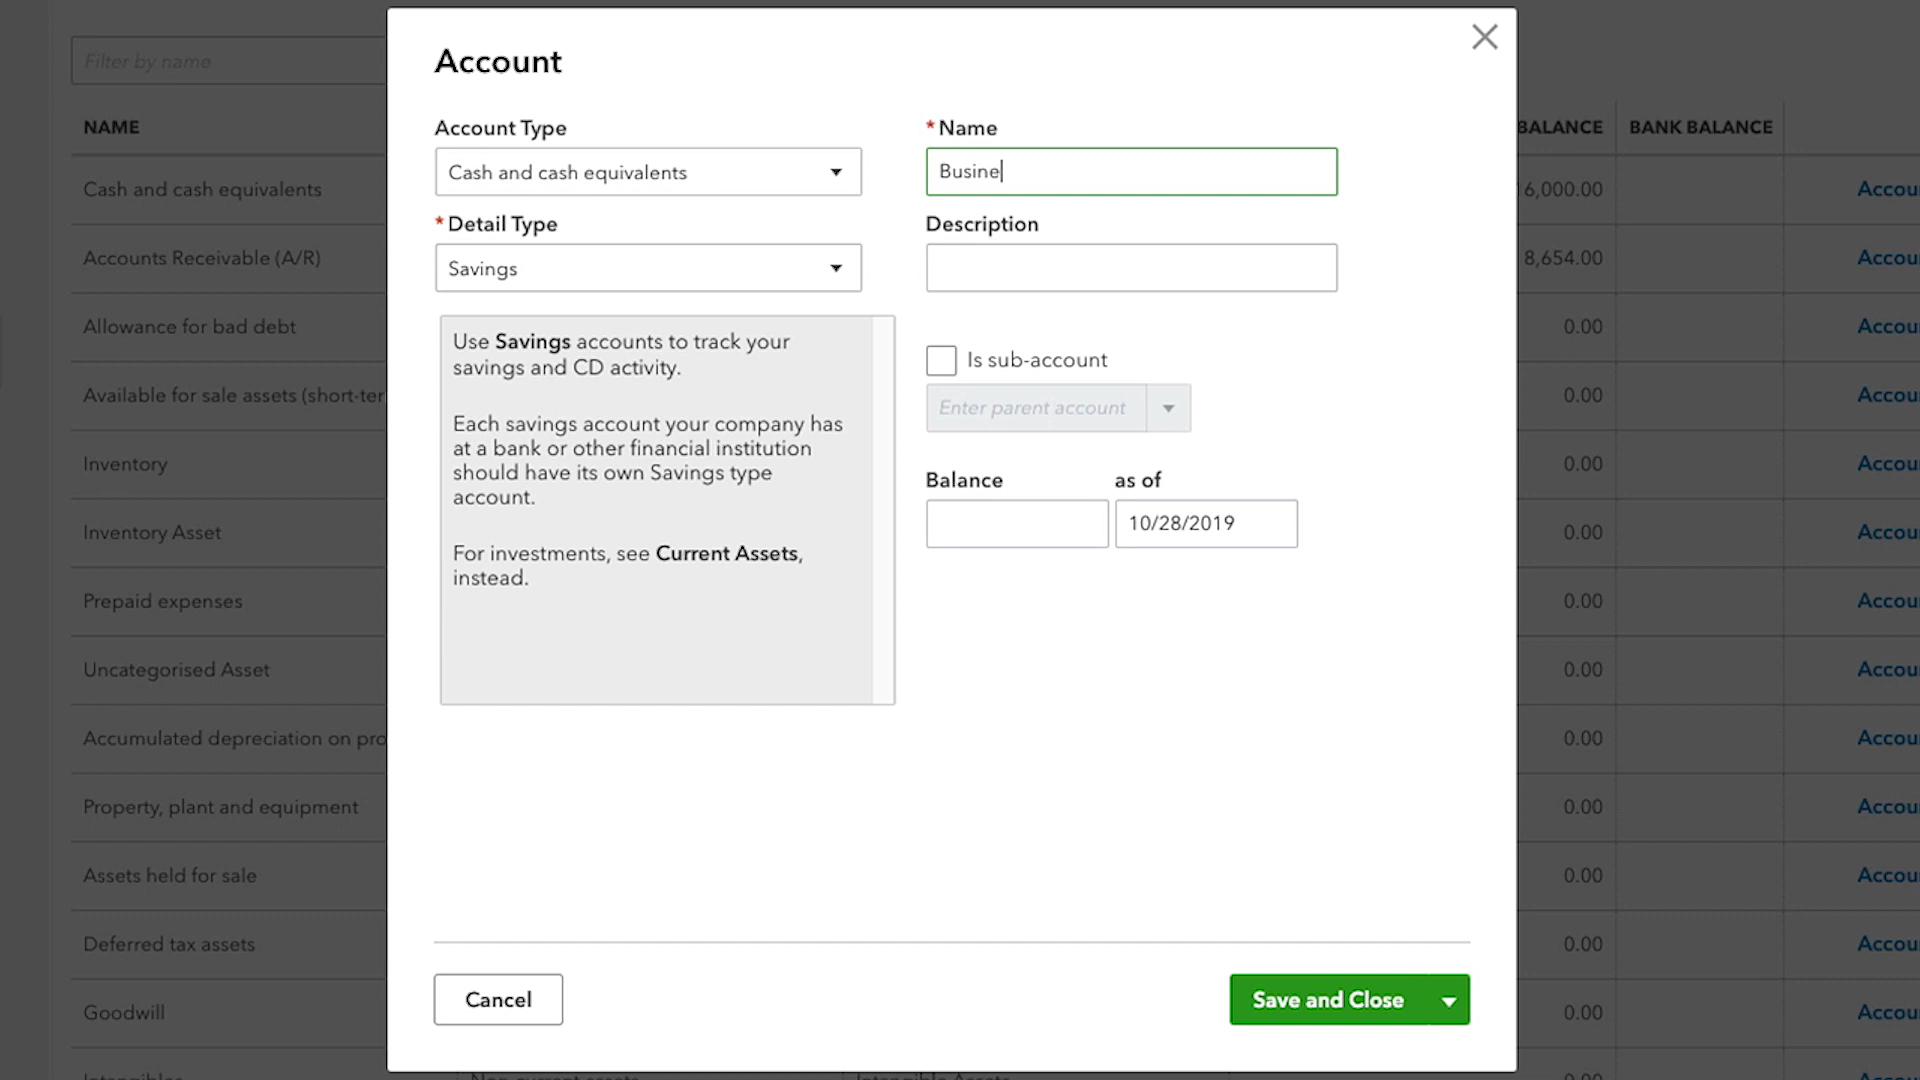 Filter by name
NAME
BALANCE
BANK BALANCE
Cash and cash equivalents
6,000.00
Accounts Receivable (A/R)
8,654.00
Allowance for bad debt
0.00
Available for sale assets (short-ter
0.00
Inventory
0.00
Inventory Asset
0.00
Prepaid expenses
0.00
Uncategorised Asset
0.00
Accumulated depreciation on pro
0.00
Property, plant and equipment
0.00
Assets held for sale
0.00
Deferred tax assets
0.00
Goodwill
0.00
Accou
Accou
Accou
Accou
Accou
Accou
Accou
Accou
Accou
Accou
Accou
Accou
Accou
Account
Account Type
Cash and cash equivalents
* Detail Type
Savings
Use Savings accounts to track your
savings and CD activity.
Each savings account your company has
at a bank or other financial institution
should have its own Savings type
account.
For investments, see Current Assets,
instead.
* Name
Busine
Description
Is sub-account
Enter parent account
Balance
as of
10/28/2019
Cancel
Save and Close